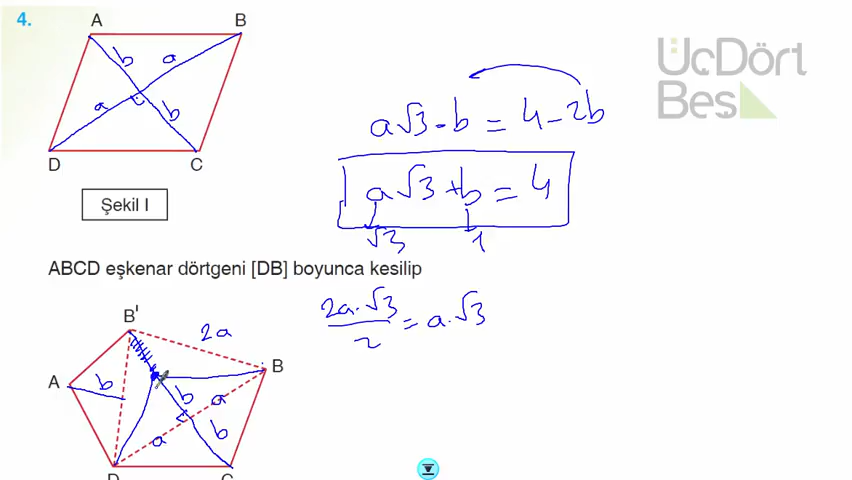 4.
A
B
b
a
a
b
D
C
Şekil I
ÜçDört
Beş
a√3 - b = 4 - 2b
a√3 + b = 4
√3
1
ABCD eşkenar dörtgeni [DB] boyunca kesilip
2a.√3 / 2 = a.√3
B'
2a
A
b
B
b
a
a
b
D
C